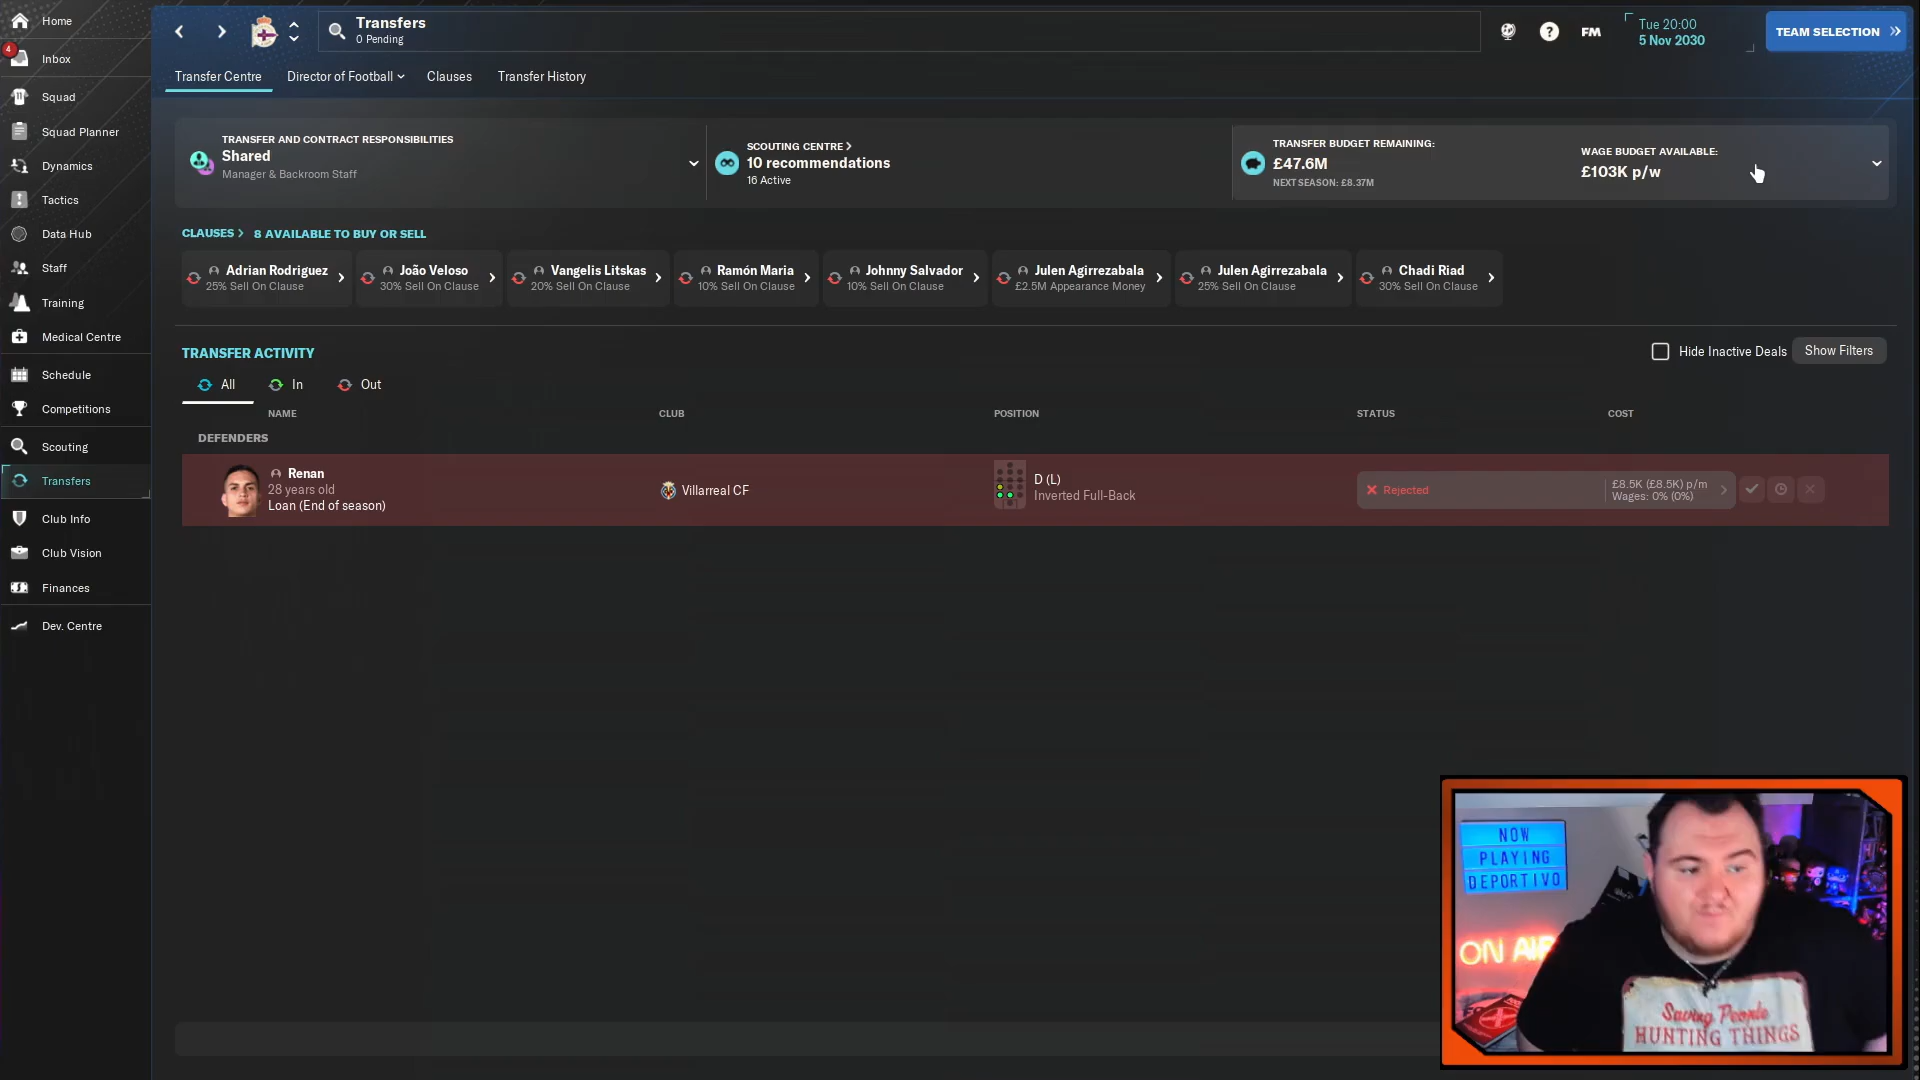 Home
4
Inbox
Squad
Squad Planner
Dynamics
Tactics
Data Hub
Staff
Training
Medical Centre
Schedule
Competitions
Scouting
Transfers
Club Info
Club Vision
Finances
Dev. Centre
Transfers
0 Pending
?
FM
Tue 20:00
5 Nov 2030
TEAM SELECTION
Transfer Centre
Director of Football
Clauses
Transfer History
TRANSFER AND CONTRACT RESPONSIBILITIES
Shared
Manager & Backroom Staff
SCOUTING CENTRE >
10 recommendations
16 Active
TRANSFER BUDGET REMAINING:
£47.6M
NEXT SEASON: £8.37M
WAGE BUDGET AVAILABLE:
£103K p/w
CLAUSES > 8 AVAILABLE TO BUY OR SELL
Adrian Rodriguez
25% Sell On Clause
João Veloso
30% Sell On Clause
Vangelis Litskas
20% Sell On Clause
Ramón Maria
10% Sell On Clause
Johnny Salvador
10% Sell On Clause
Julen Agirrezabala
£2.5M Appearance Money
Julen Agirrezabala
25% Sell On Clause
Chadi Riad
30% Sell On Clause
TRANSFER ACTIVITY
Hide Inactive Deals
Show Filters
All
In
Out
NAME CLUB POSITION STATUS COST
DEFENDERS
Renan
28 years old
Loan (End of season)
Villarreal CF
D (L)
Inverted Full-Back
Rejected
£8.5K (£8.5K) p/m
Wages: 0% (0%)
NOW
PLAYING
DEPORTIVO
ON AIR
Saving People
HUNTING THINGS